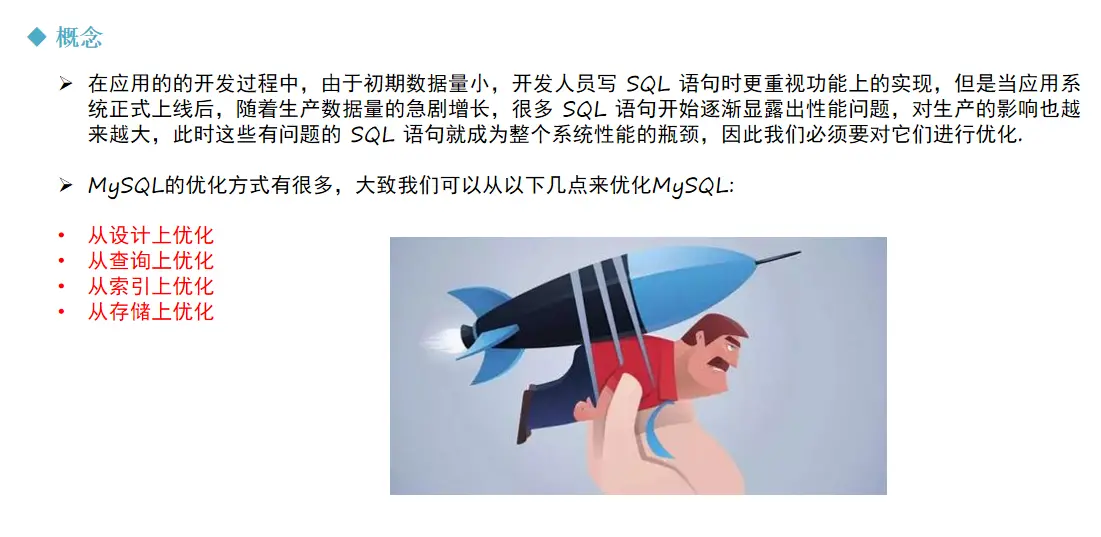 ◆ 概念
➢ 在应用的的开发过程中，由于初期数据量小，开发人员写 SQL 语句时更重视功能上的实现，但是当应用系
统正式上线后，随着生产数据量的急剧增长，很多 SQL 语句开始逐渐显露出性能问题，对生产的影响也越
来越大，此时这些有问题的 SQL 语句就成为整个系统性能的瓶颈，因此我们必须要对它们进行优化.
➢ MySQL的优化方式有很多，大致我们可以从以下几点来优化MySQL:
• 从设计上优化
• 从查询上优化
• 从索引上优化
• 从存储上优化